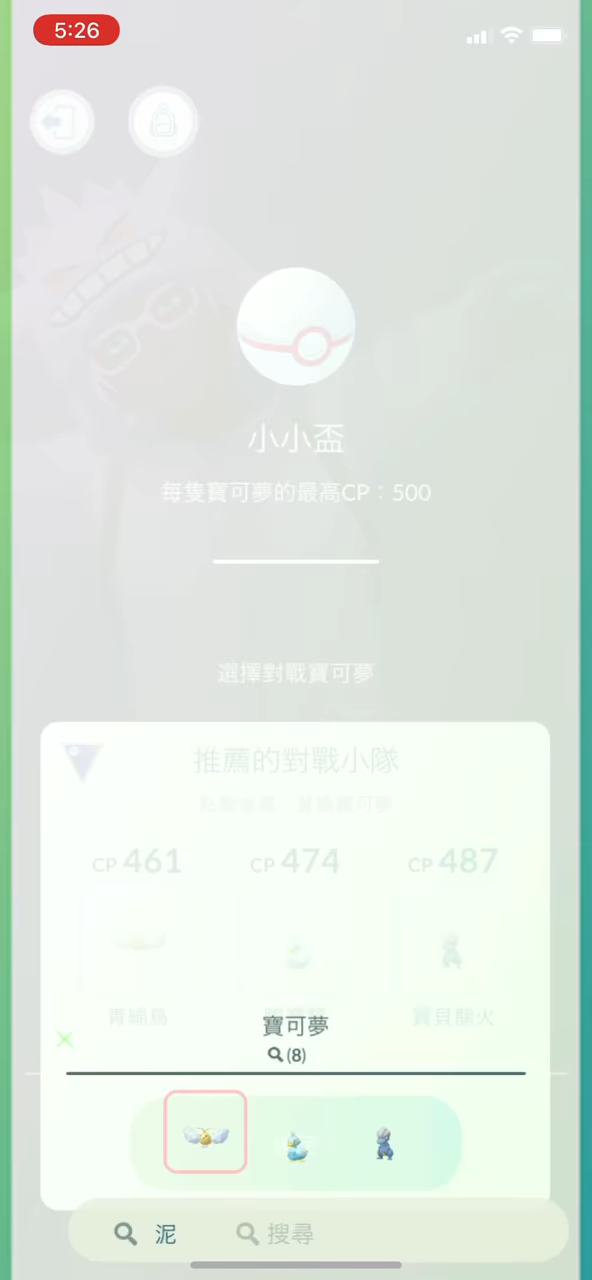 5:26
小小盃
每隻寶可夢的最高CP：500
選擇對戰寶可夢
推薦的對戰小隊
CP 461 CP 474 CP 487
青綿鳥 寶貝龍火
寶可夢
(8)
泥 搜尋